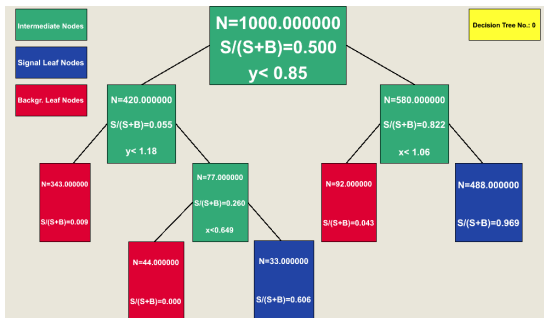 Intermediate Nodes
Signal Leaf Nodes
Backgr. Leaf Nodes
Decision Tree No.: 0
N=1000.000000
S/(S+B)=0.500
y< 0.85
N=420.000000
S/(S+B)=0.055
y< 1.18
N=580.000000
S/(S+B)=0.822
x< 1.06
N=343.000000
S/(S+B)=0.009
N=77.000000
S/(S+B)=0.260
x<0.649
N=92.000000
S/(S+B)=0.043
N=488.000000
S/(S+B)=0.969
N=44.000000
S/(S+B)=0.000
N=33.000000
S/(S+B)=0.606